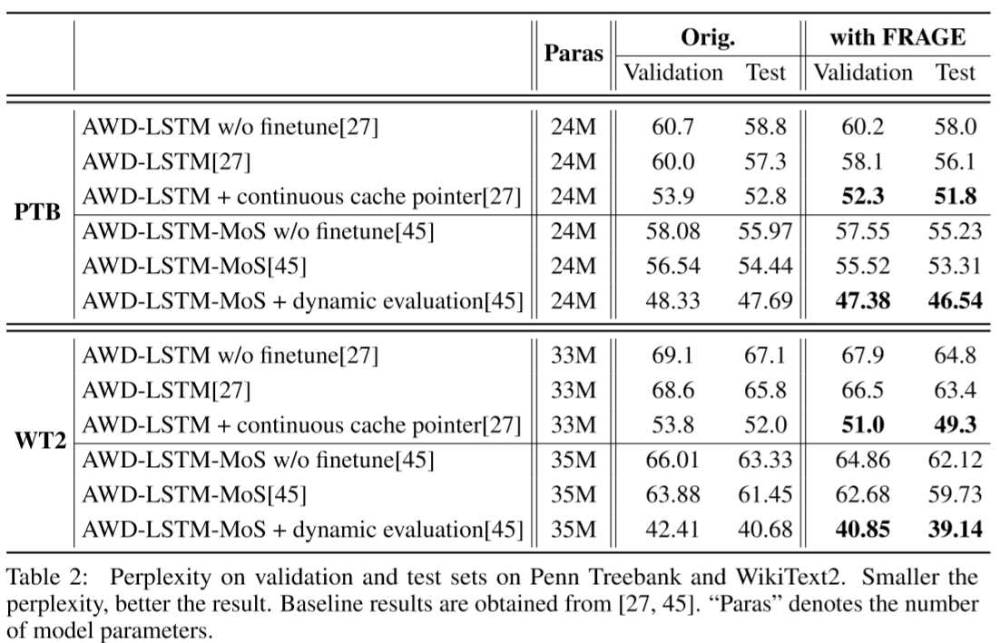 Paras Orig. with FRAGE
Validation Test Validation Test
PTB
AWD-LSTM w/o finetune[27] 24M 60.7 58.8 60.2 58.0
AWD-LSTM[27] 24M 60.0 57.3 58.1 56.1
AWD-LSTM + continuous cache pointer[27] 24M 53.9 52.8 52.3 51.8
AWD-LSTM-MoS w/o finetune[45] 24M 58.08 55.97 57.55 55.23
AWD-LSTM-MoS[45] 24M 56.54 54.44 55.52 53.31
AWD-LSTM-MoS + dynamic evaluation[45] 24M 48.33 47.69 47.38 46.54
WT2
AWD-LSTM w/o finetune[27] 33M 69.1 67.1 67.9 64.8
AWD-LSTM[27] 33M 68.6 65.8 66.5 63.4
AWD-LSTM + continuous cache pointer[27] 33M 53.8 52.0 51.0 49.3
AWD-LSTM-MoS w/o finetune[45] 35M 66.01 63.33 64.86 62.12
AWD-LSTM-MoS[45] 35M 63.88 61.45 62.68 59.73
AWD-LSTM-MoS + dynamic evaluation[45] 35M 42.41 40.68 40.85 39.14
Table 2: Perplexity on validation and test sets on Penn Treebank and WikiText2. Smaller the
perplexity, better the result. Baseline results are obtained from [27, 45]. “Paras” denotes the number
of model parameters.